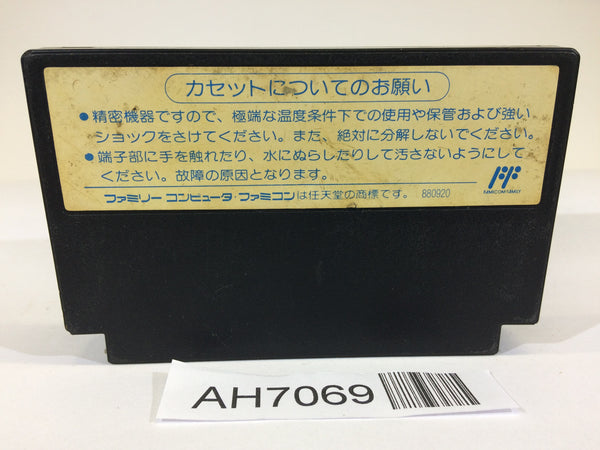 カセットについてのお願い
●精密機器ですので、極端な温度条件下での使用や保管および強い
ショックをさけてください。また、絶対に分解しないでください。
●端子部に手を触れたり、水にぬらしたりして汚さないようにして
ください。故障の原因となります。
FAMICOM FAMILY
ファミリー コンピュータ・ファミコンは任天堂の商標です。 880920
AH7069